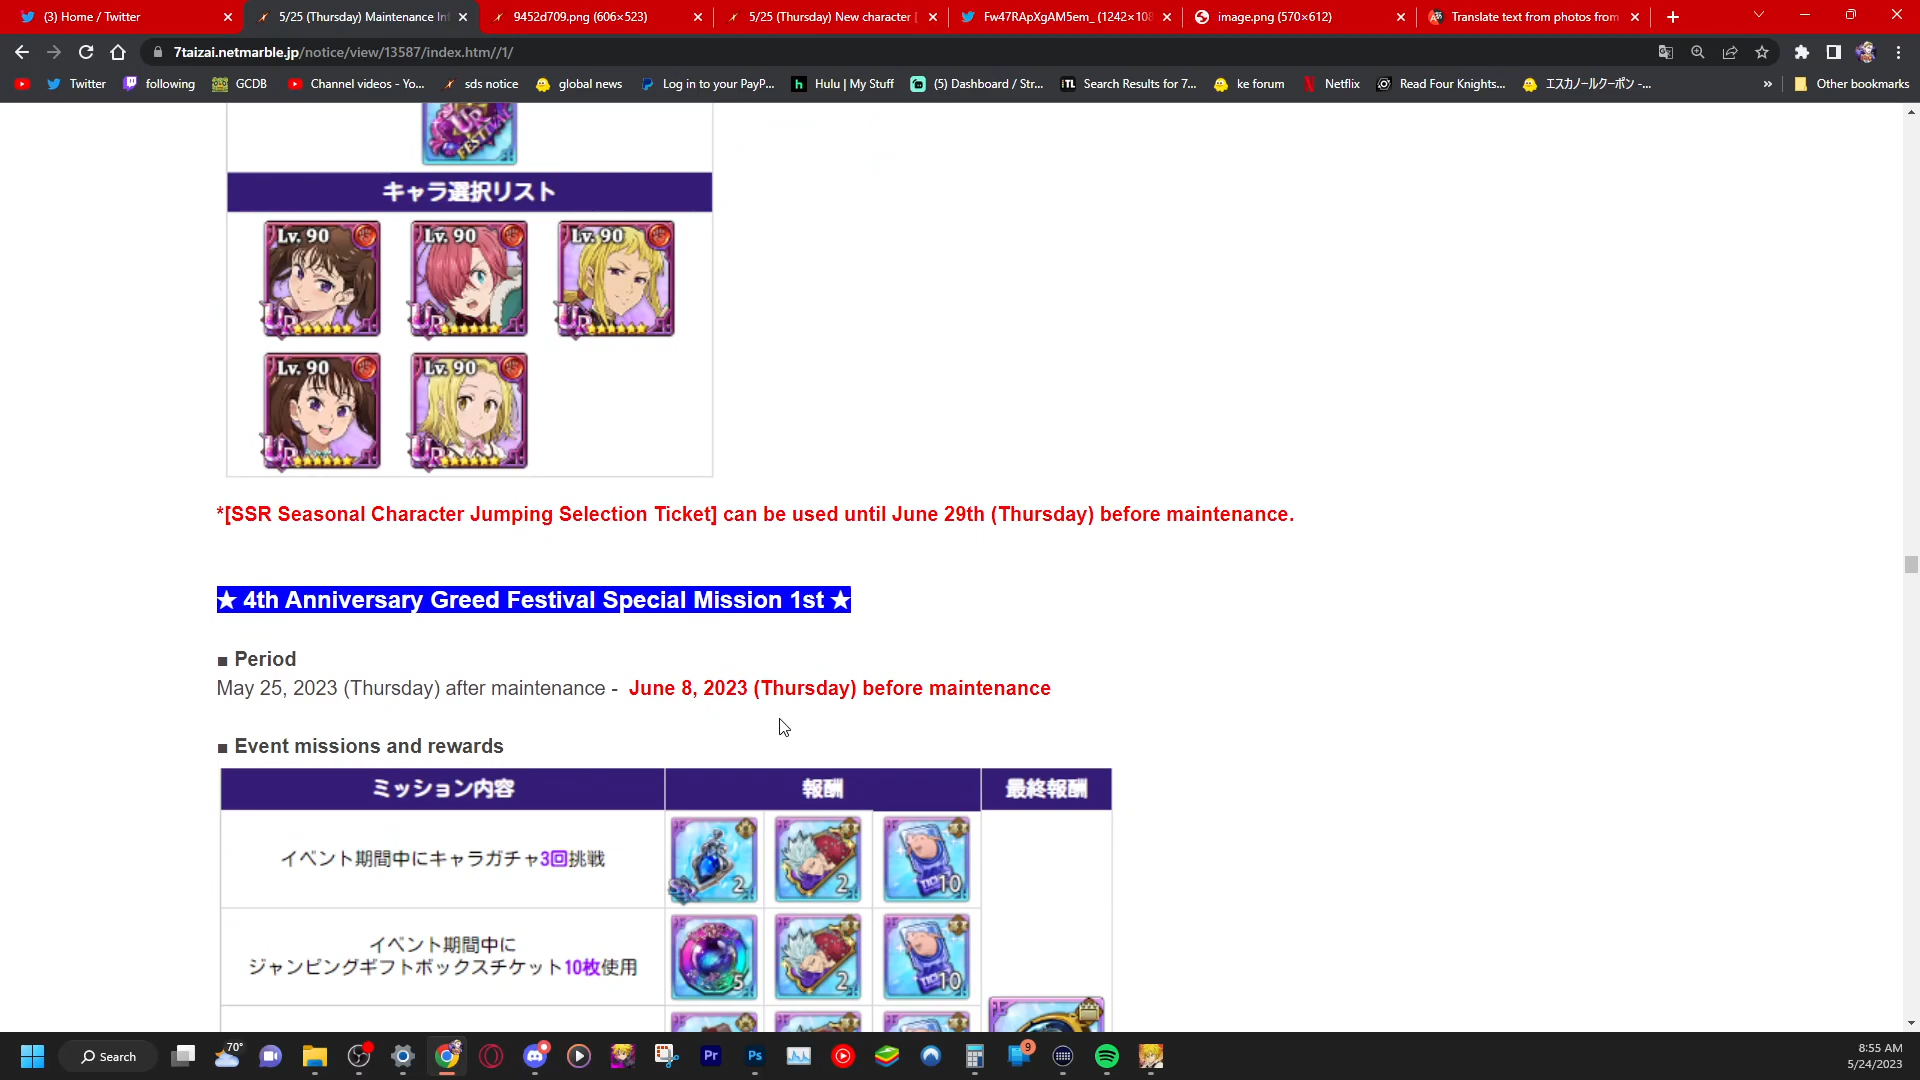 (3) Home / Twitter
5/25 (Thursday) Maintenance In
9452d709.png (606×523)
5/25 (Thursday) New character [
Fw47RApXgAM5em_ (1242×108
image.png (570×612)
Translate text from photos from
7taizai.netmarble.jp/notice/view/13587/index.htm//1/
Twitter
following
GCDB
Channel videos - Yo...
sds notice
global news
Log in to your PayP...
Hulu | My Stuff
(5) Dashboard / Str...
Search Results for 7...
ke forum
Netflix
Read Four Knights...
エスカノールクーポン -...
»
Other bookmarks
UR FESTIVAL
キャラ選択リスト
Lv. 90
UR
Lv. 90
UR
Lv. 90
UR
Lv. 90
UR
Lv. 90
UR
*[SSR Seasonal Character Jumping Selection Ticket] can be used until June 29th (Thursday) before maintenance.
★ 4th Anniversary Greed Festival Special Mission 1st ★
■ Period
May 25, 2023 (Thursday) after maintenance - June 8, 2023 (Thursday) before maintenance
■ Event missions and rewards
ミッション内容
報酬
最終報酬
イベント期間中にキャラガチャ3回挑戦
2
2
10
イベント期間中に
ジャンピングギフトボックスチケット10枚使用
5
2
10
70°
Search
Pr
Ps
9
8:55 AM
5/24/2023